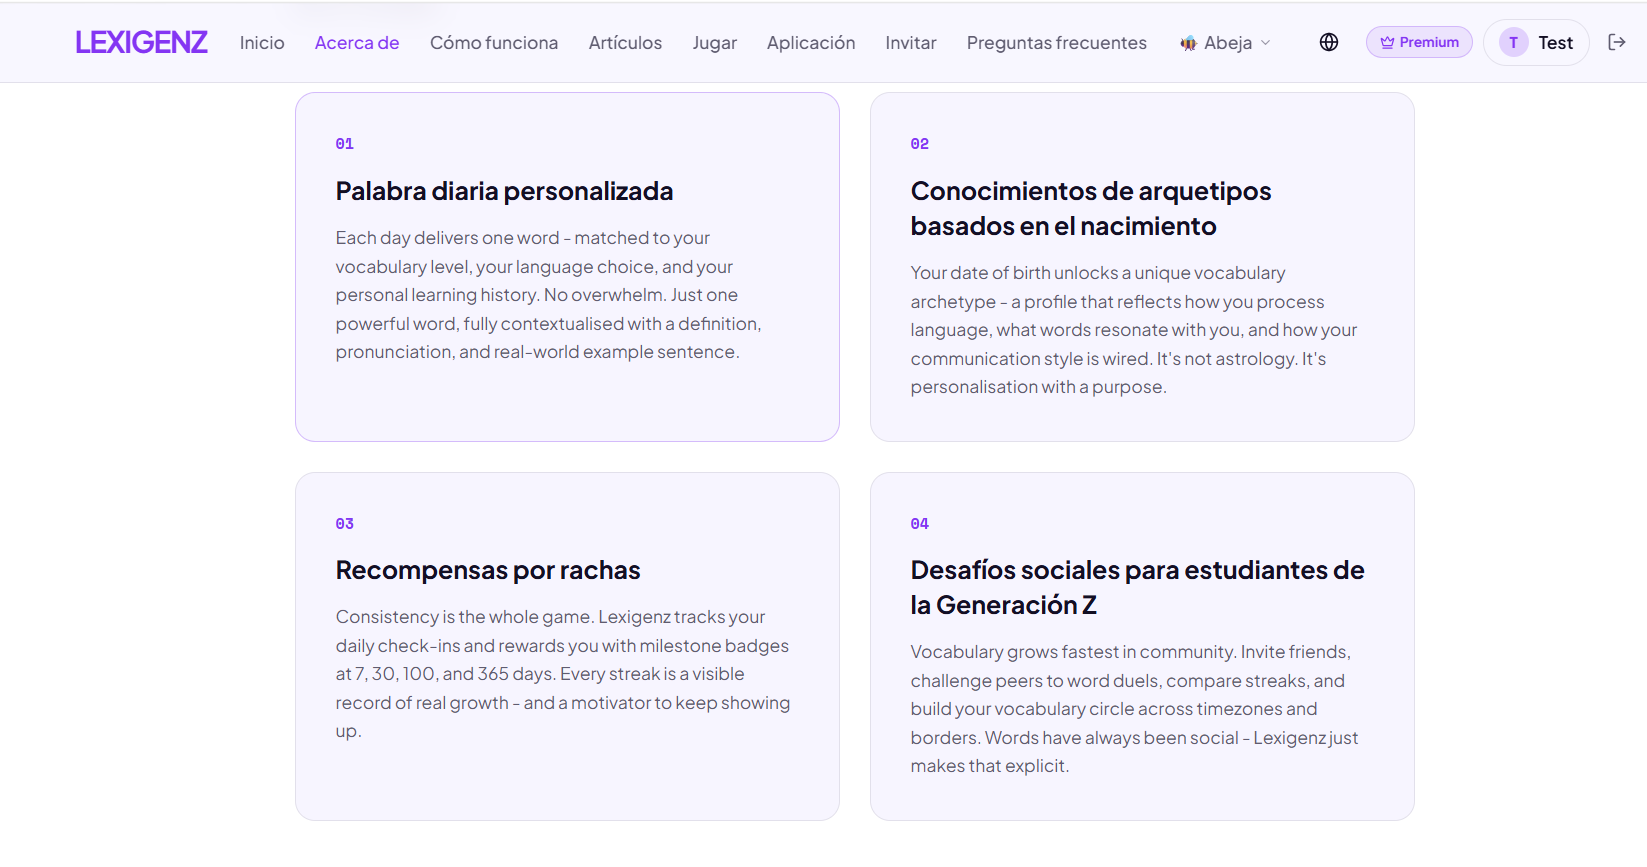 LEXIGENZ Inicio Acerca de Cómo funciona Artículos Jugar Aplicación Invitar Preguntas frecuentes Abeja Premium T Test
01
Palabra diaria personalizada
Each day delivers one word - matched to your
vocabulary level, your language choice, and your
personal learning history. No overwhelm. Just one
powerful word, fully contextualised with a definition,
pronunciation, and real-world example sentence.
02
Conocimientos de arquetipos
basados en el nacimiento
Your date of birth unlocks a unique vocabulary
archetype - a profile that reflects how you process
language, what words resonate with you, and how your
communication style is wired. It's not astrology. It's
personalisation with a purpose.
03
Recompensas por rachas
Consistency is the whole game. Lexigenz tracks your
daily check-ins and rewards you with milestone badges
at 7, 30, 100, and 365 days. Every streak is a visible
record of real growth - and a motivator to keep showing
up.
04
Desafíos sociales para estudiantes de
la Generación Z
Vocabulary grows fastest in community. Invite friends,
challenge peers to word duels, compare streaks, and
build your vocabulary circle across timezones and
borders. Words have always been social - Lexigenz just
makes that explicit.